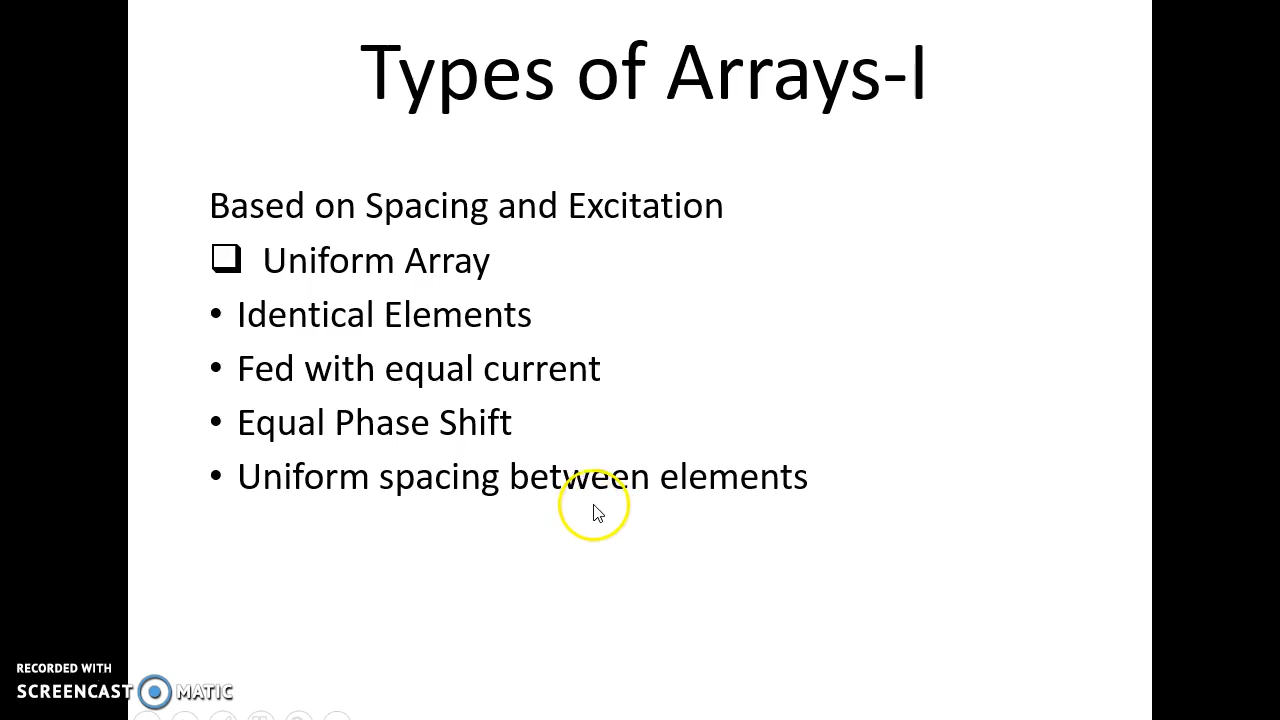 Types of Arrays-I
Based on Spacing and Excitation
❑ Uniform Array
• Identical Elements
• Fed with equal current
• Equal Phase Shift
• Uniform spacing between elements
RECORDED WITH
SCREENCAST MATIC